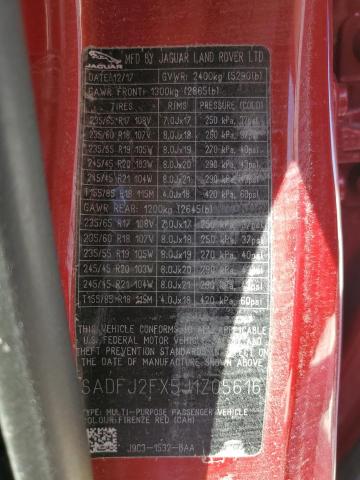 JAGUAR
MFD BY JAGUAR LAND ROVER LTD
DATE: 12/17 GVWR: 2400kg (5290lb)
GAWR FRONT: 1300kg (2865lb)
TIRES RIMS PRESSURE (COLD)
235/65 R17 108V 7.0Jx17 250 kPa, 37psi
235/60 R18 107V 8.0Jx18 250 kPa, 37psi
235/55 R19 105W 8.0Jx19 270 kPa, 40psi
245/45 R20 103W 8.0Jx20 290 kPa,
245/45 R21 104W 8.0Jx21 290 kPa,
T155/85 R18 115M 4.0Jx18 420 kPa, 60psi
GAWR REAR: 1200kg (2645lb)
235/65 R17 108V 7.0Jx17 250 kPa, 37psi
235/60 R18 107V 8.0Jx18 250 kPa, 37psi
235/55 R19 105W 8.0Jx19 270 kPa, 40psi
245/45 R20 103W 8.0Jx20 290 kPa,
245/45 R21 104W 8.0Jx21 290 kPa,
T155/85 R18 115M 4.0Jx18 420 kPa, 60psi
THIS VEHICLE CONFORMS TO ALL APPLICABLE
U.S. FEDERAL MOTOR VEHICLE SAFETY
STANDARDS IN EFFECT ON THE
DATE OF MANUFACTURE SHOWN ABOVE
SADFJ2FX5J1Z05616
TYPE: MULTI-PURPOSE PASSENGER VEHICLE
COLOUR: FIRENZE RED (CAH)
J9C3-1532-BAA